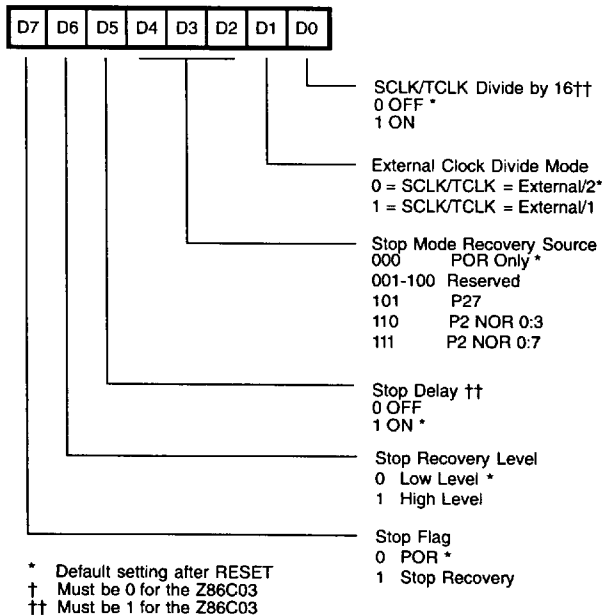 D7 D6 D5 D4 D3 D2 D1 D0
SCLK/TCLK Divide by 16††
0 OFF *
1 ON
External Clock Divide Mode
0 = SCLK/TCLK = External/2*
1 = SCLK/TCLK = External/1
Stop Mode Recovery Source
000 POR Only *
001-100 Reserved
101 P27
110 P2 NOR 0:3
111 P2 NOR 0:7
Stop Delay ††
0 OFF
1 ON *
Stop Recovery Level
0 Low Level *
1 High Level
Stop Flag
0 POR *
1 Stop Recovery
* Default setting after RESET
† Must be 0 for the Z86C03
†† Must be 1 for the Z86C03